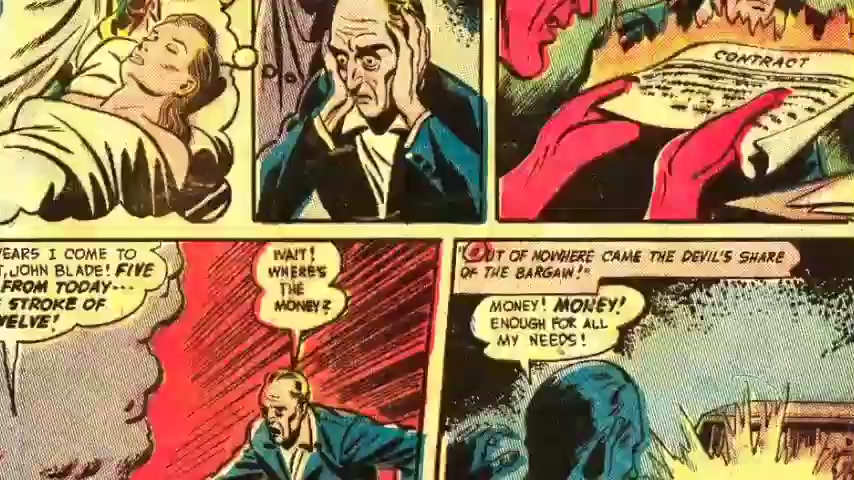 CONTRACT
YEARS I COME TO
T, JOHN BLADE! FIVE
FROM TODAY---
STROKE OF
WELVE!
WAIT!
WHERE'S
THE
MONEY?
"OUT OF NOWHERE CAME THE DEVIL'S SHARE
OF THE BARGAIN!"
MONEY! MONEY!
ENOUGH FOR ALL
MY NEEDS!